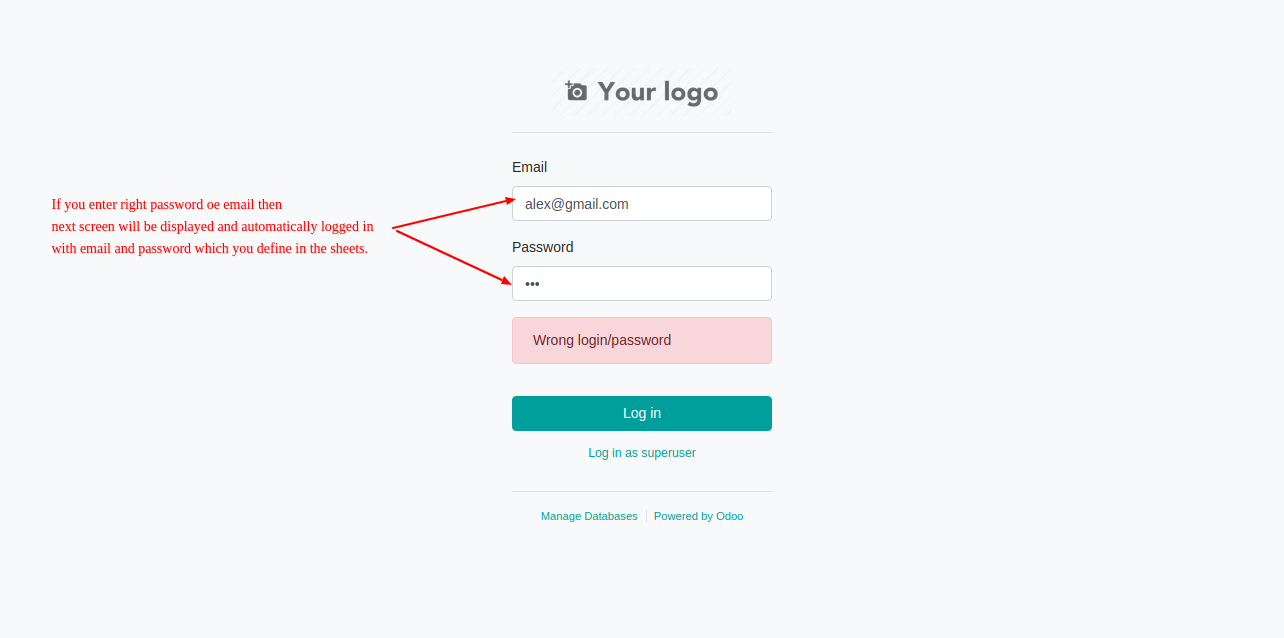 Your logo
Email
If you enter right password oe email then
alex@gmail.com
next screen will be displayed and automatically logged in
with email and password which you define in the sheets.
Password
•••
Wrong login/password
Log in
Log in as superuser
Manage Databases | Powered by Odoo